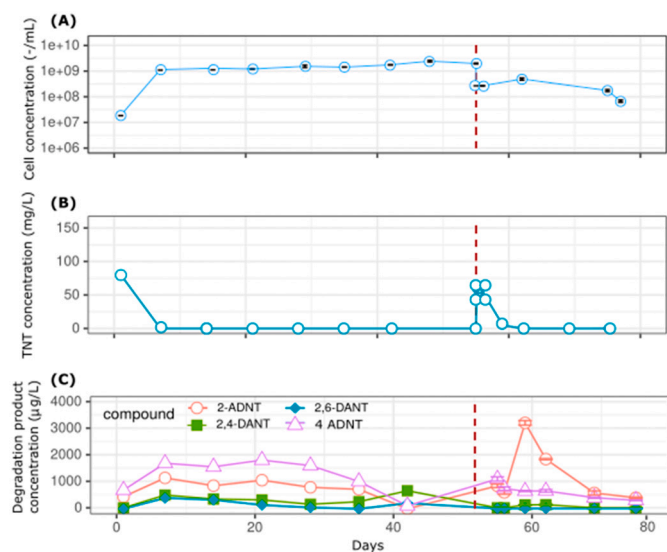 (A)
Cell concentration (-/mL)
1e+10
1e+09
1e+08
1e+07
1e+06
(B)
TNT concentration (mg/L)
150
100
50
0
(C)
Degradation product
concentration (µg/L)
4000
3000
2000
1000
0
compound
2-ADNT
2,6-DANT
2,4-DANT
4 ADNT
0
20
40
60
80
Days